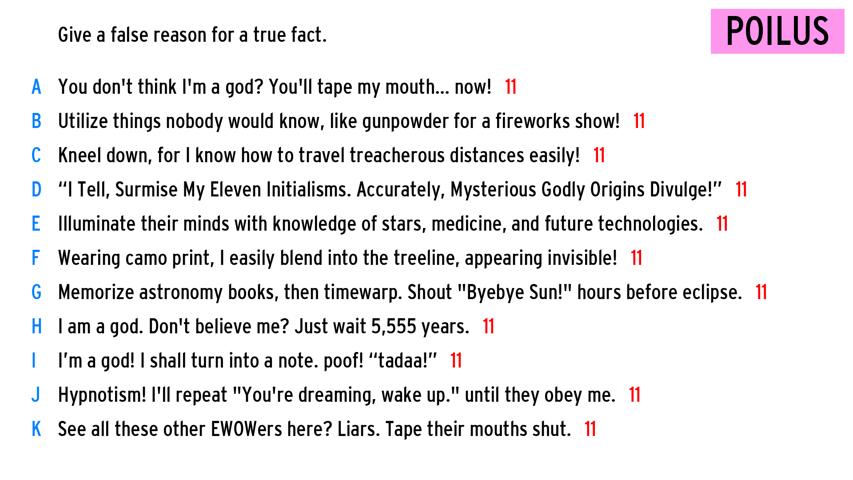 Give a false reason for a true fact.
POILUS
A You don't think I'm a god? You'll tape my mouth... now! 11
B Utilize things nobody would know, like gunpowder for a fireworks show! 11
C Kneel down, for I know how to travel treacherous distances easily! 11
D “I Tell, Surmise My Eleven Initialisms. Accurately, Mysterious Godly Origins Divulge!” 11
E Illuminate their minds with knowledge of stars, medicine, and future technologies. 11
F Wearing camo print, I easily blend into the treeline, appearing invisible! 11
G Memorize astronomy books, then timewarp. Shout "Byebye Sun!" hours before eclipse. 11
H I am a god. Don't believe me? Just wait 5,555 years. 11
I I’m a god! I shall turn into a note. poof! “tadaa!” 11
J Hypnotism! I'll repeat "You're dreaming, wake up." until they obey me. 11
K See all these other EWOWers here? Liars. Tape their mouths shut. 11